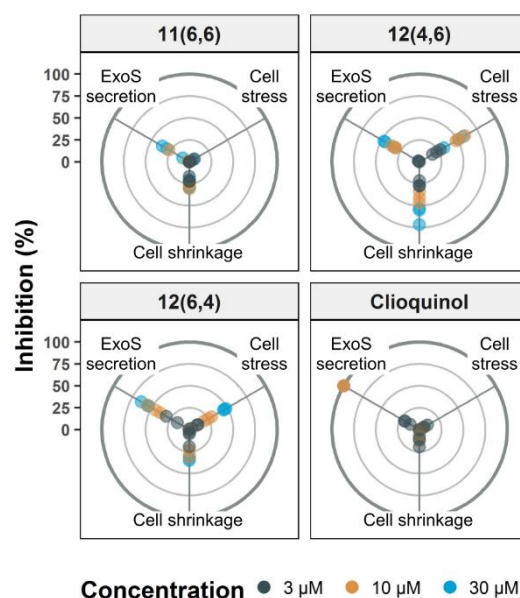 11(6,6)
12(4,6)
100
75
50
25
0
ExoS
secretion
Cell
stress
Cell shrinkage
ExoS
secretion
Cell
stress
Cell shrinkage
Inhibition (%)
12(6,4)
Clioquinol
100
75
50
25
0
ExoS
secretion
Cell
stress
Cell shrinkage
ExoS
secretion
Cell
stress
Cell shrinkage
Concentration 3 µM 10 µM 30 µM